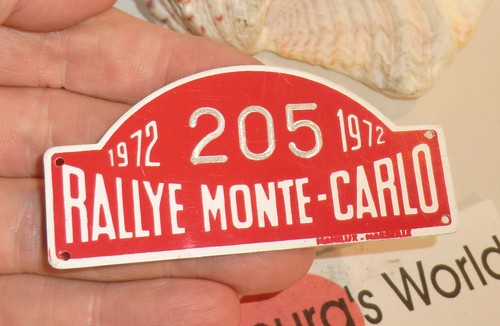 1972 205 1972
RALLYE MONTE-CARLO
's World